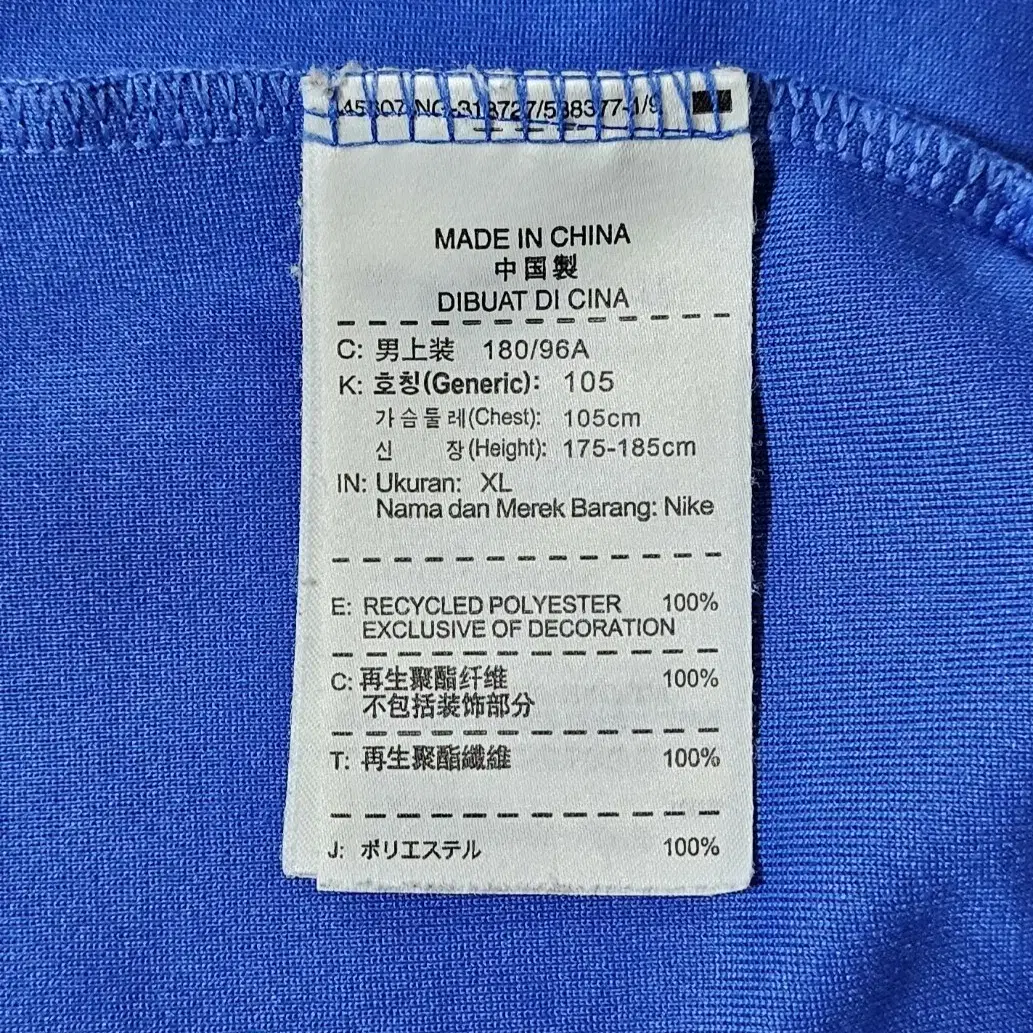 MADE IN CHINA
中国製
DIBUAT DI CINA
C: 男上装 180/96A
K: 호칭(Generic): 105
가슴둘레(Chest): 105cm
신 장(Height): 175-185cm
IN: Ukuran: XL
Nama dan Merek Barang: Nike
E: RECYCLED POLYESTER 100%
EXCLUSIVE OF DECORATION
C: 再生聚酯纤维 100%
不包括装饰部分
T: 再生聚酯纖維 100%
J: ポリエステル 100%